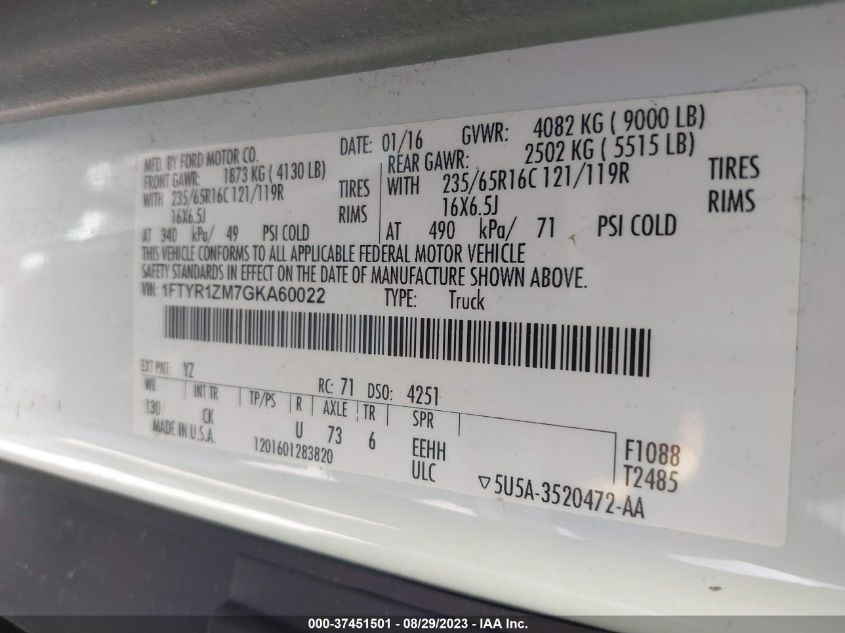 MFD. BY FORD MOTOR CO. DATE: 01/16 GVWR: 4082 KG ( 9000 LB)
FRONT GAWR: 1873 KG ( 4130 LB) REAR GAWR: 2502 KG ( 5515 LB)
WITH 235/65R16C 121/119R TIRES WITH 235/65R16C 121/119R TIRES
16X6.5J RIMS 16X6.5J RIMS
AT 340 kPa/ 49 PSI COLD AT 490 kPa/ 71 PSI COLD
THIS VEHICLE CONFORMS TO ALL APPLICABLE FEDERAL MOTOR VEHICLE
SAFETY STANDARDS IN EFFECT ON THE DATE OF MANUFACTURE SHOWN ABOVE.
VIN: 1FTYR1ZM7GKA60022 TYPE: Truck
EXT PNT: YZ RC: 71 DSO: 4251
WB INT TR TP/PS R AXLE TR SPR
130 CK U 73 6 EEHH F1088
MADE IN U.S.A. 1201601283820 ULC T2485
▽5U5A-3520472-AA
000-37451501 - 08/29/2023 - Copyright © 2023 - IAA, Inc.